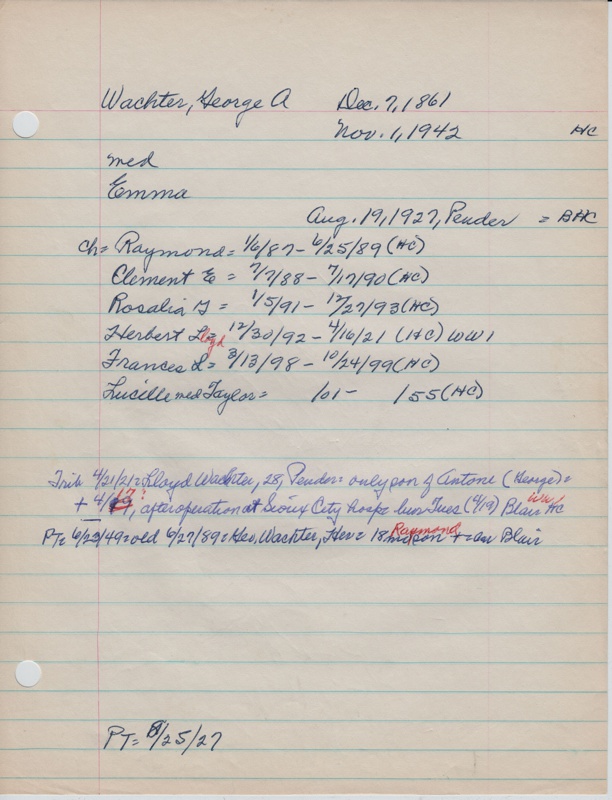 Wachter, George A Dec. 7, 1861
Nov. 1, 1942 HC
med
Emma
Aug. 19, 1927, Pender = BHC
ch= Raymond= 1/6/87 - 6/25/89 (HC)
Clement E = 7/7/88 - 7/17/90 (HC)
Rosalia G = 1/5/91 - 12/27/93 (HC)
Herbert Lloyd= 12/30/92 - 4/16/21 (HC) WW1
Frances L= 3/13/98 - 10/24/99 (HC)
Lucille med Taylor = /01 - /55 (HC)
Trib 4/21/21= Lloyd Wachter, 28, Pender= only son of Antone (George)=
+ 4/17?, after operation at Sioux City hosp= bur Tues (4/19) Blair HC WW1
PT= 6/23/49= old 6/27/89= Geo. Wachter, Her= 18 mo son Raymond + = Blair
PT= 8/25/27